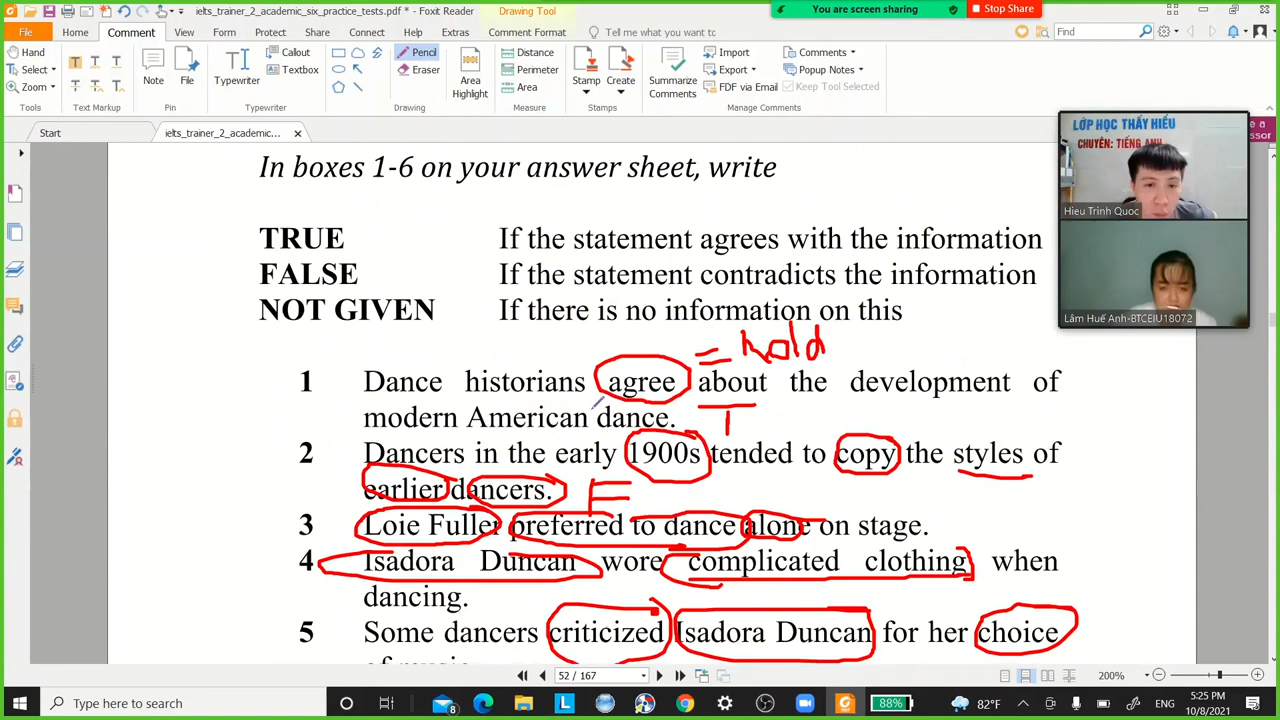 ielts_trainer_2_academic_six_practice_tests.pdf * - Foxit Reader
Drawing Tool
You are screen sharing
Stop Share
File Home Comment View Form Protect Share Connect Help Extras Comment Format
Tell me what you want tc
Find
Hand
Select
Zoom
Tools
Text Markup
Note
File
Pin
Typewriter
Callout
Textbox
Typewriter
Pencil
Eraser
Drawing
Area Highlight
Distance
Perimeter
Area
Measure
Stamp
Create
Stamps
Summarize Comments
Import
Export
FDF via Email
Comments
Popup Notes
Keep Tool Selected
Manage Comments
Start
ielts_trainer_2_academic...
LỚP HỌC THẦY HIẾU
CHUYÊN: TIẾNG ANH
Hieu Trinh Quoc
Lâm Huế Anh-BTCEIU18072
In boxes 1-6 on your answer sheet, write
TRUE If the statement agrees with the information
FALSE If the statement contradicts the information
NOT GIVEN If there is no information on this
= hold
1 Dance historians agree about the development of
modern American dance. T
2 Dancers in the early 1900s tended to copy the styles of
earlier dancers. F
3 Loie Fuller preferred to dance alone on stage.
4 Isadora Duncan wore complicated clothing when
dancing.
5 Some dancers criticized Isadora Duncan for her choice
of music
52 / 167
200%
Type here to search
8
L
88%
82°F
5:25 PM
10/8/2021